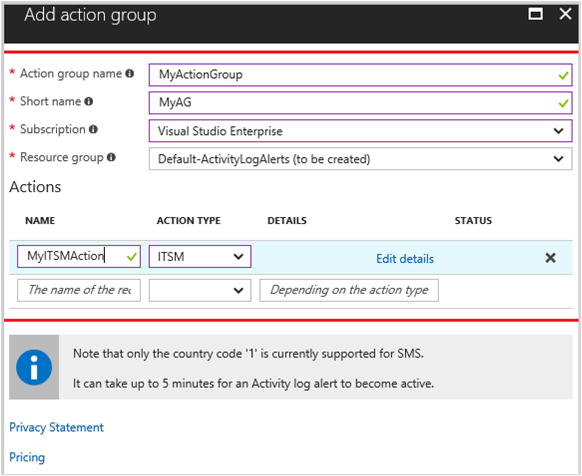 Add action group
* Action group name MyActionGroup
* Short name MyAG
* Subscription Visual Studio Enterprise
* Resource group Default-ActivityLogAlerts (to be created)
Actions
NAME ACTION TYPE DETAILS STATUS
MyITSMAction ITSM Edit details
The name of the rec Depending on the action type
Note that only the country code '1' is currently supported for SMS.
It can take up to 5 minutes for an Activity log alert to become active.
Privacy Statement
Pricing